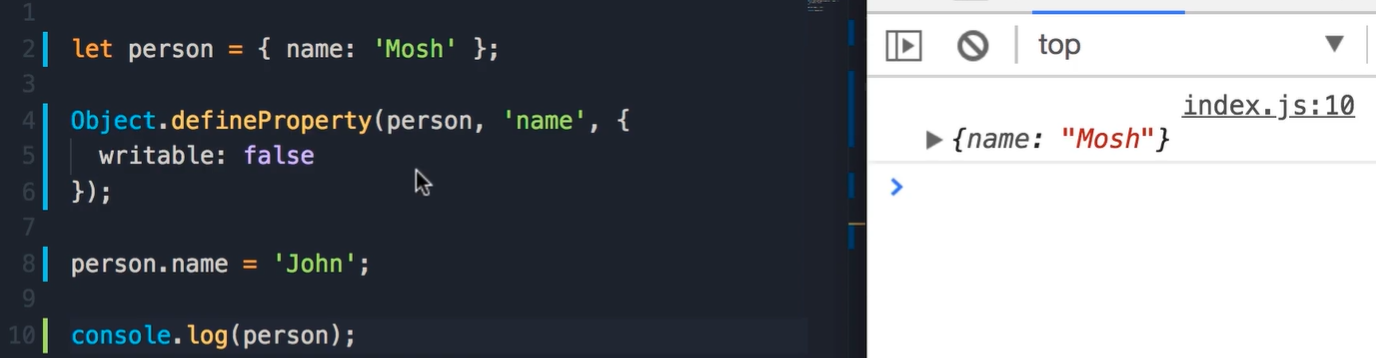 1
2 let person = { name: 'Mosh' };
3
4 Object.defineProperty(person, 'name', {
5 writable: false
6 });
7
8 person.name = 'John';
9
10 console.log(person);
top
index.js:10
{name: "Mosh"}